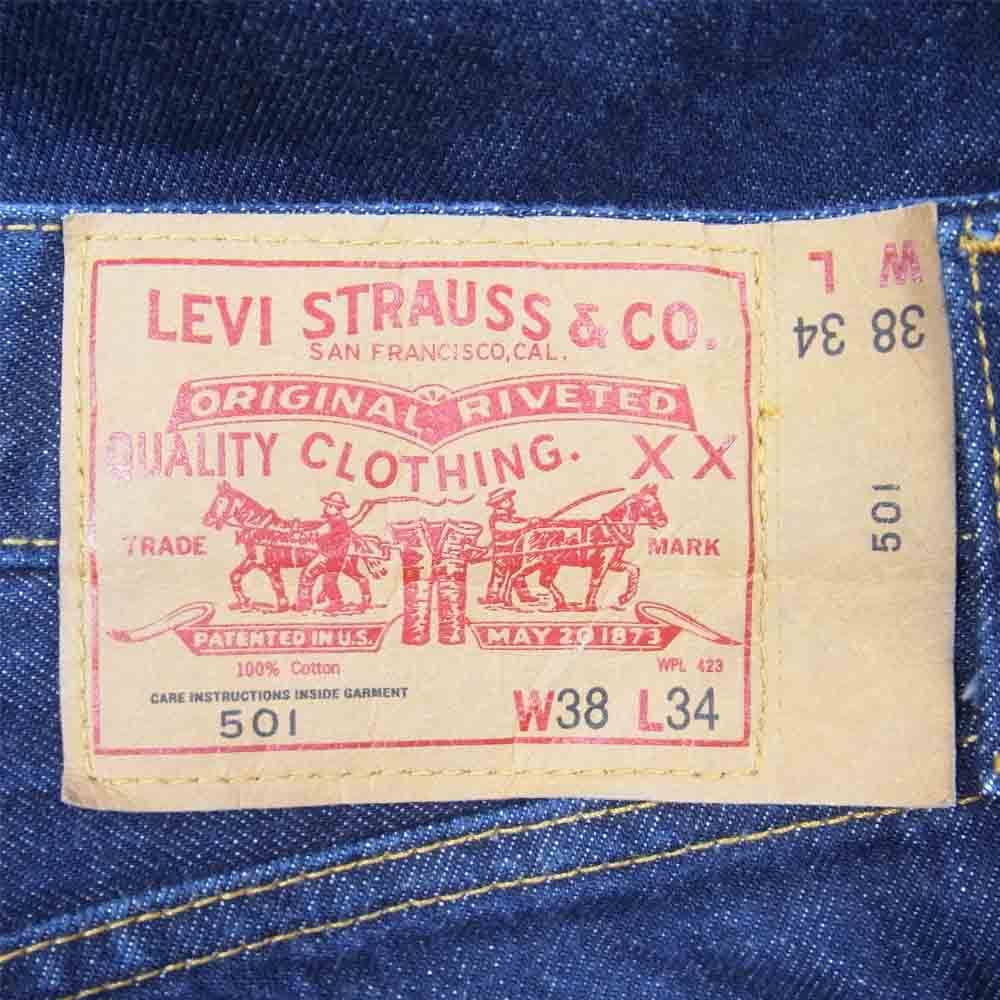 LEVI STRAUSS & CO.
SAN FRANCISCO, CAL.
ORIGINAL RIVETED
QUALITY CLOTHING. XX
TRADE MARK
PATENTED IN U.S. MAY 20 1873
100% Cotton WPL 423
CARE INSTRUCTIONS INSIDE GARMENT
501 W38 L34
W L
38 34
501